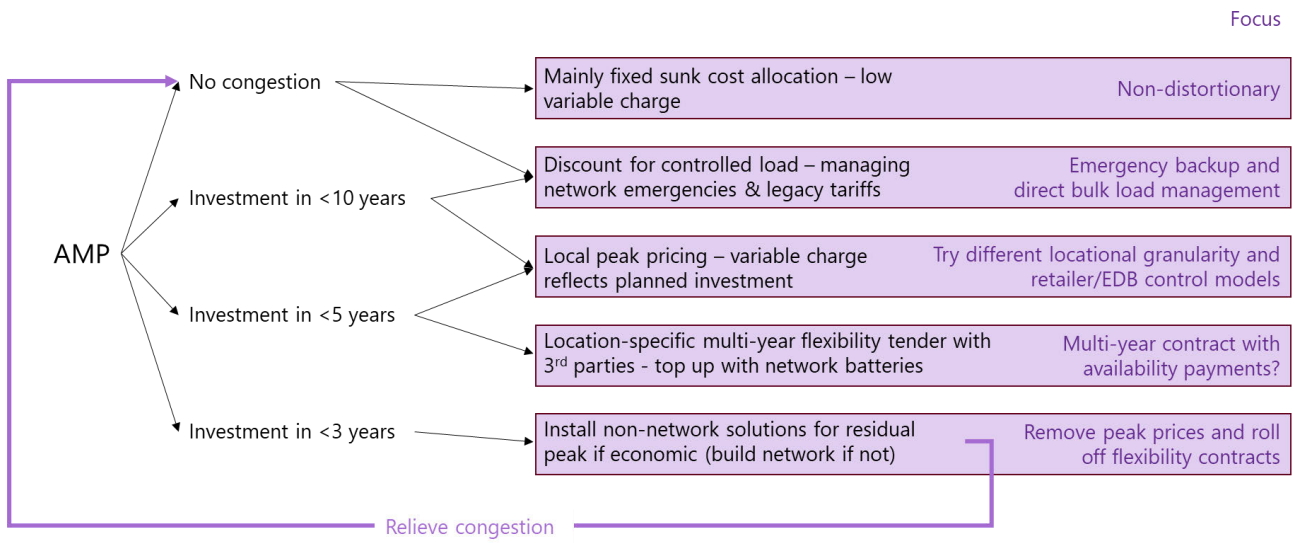 Focus
No congestion
Mainly fixed sunk cost allocation – low
variable charge
Non-distortionary
Investment in <10 years
Discount for controlled load – managing
network emergencies & legacy tariffs
Emergency backup and
direct bulk load management
AMP
Local peak pricing – variable charge
reflects planned investment
Try different locational granularity and
retailer/EDB control models
Investment in <5 years
Location-specific multi-year flexibility tender with
3rd parties - top up with network batteries
Multi-year contract with
availability payments?
Investment in <3 years
Install non-network solutions for residual
peak if economic (build network if not)
Remove peak prices and roll
off flexibility contracts
Relieve congestion